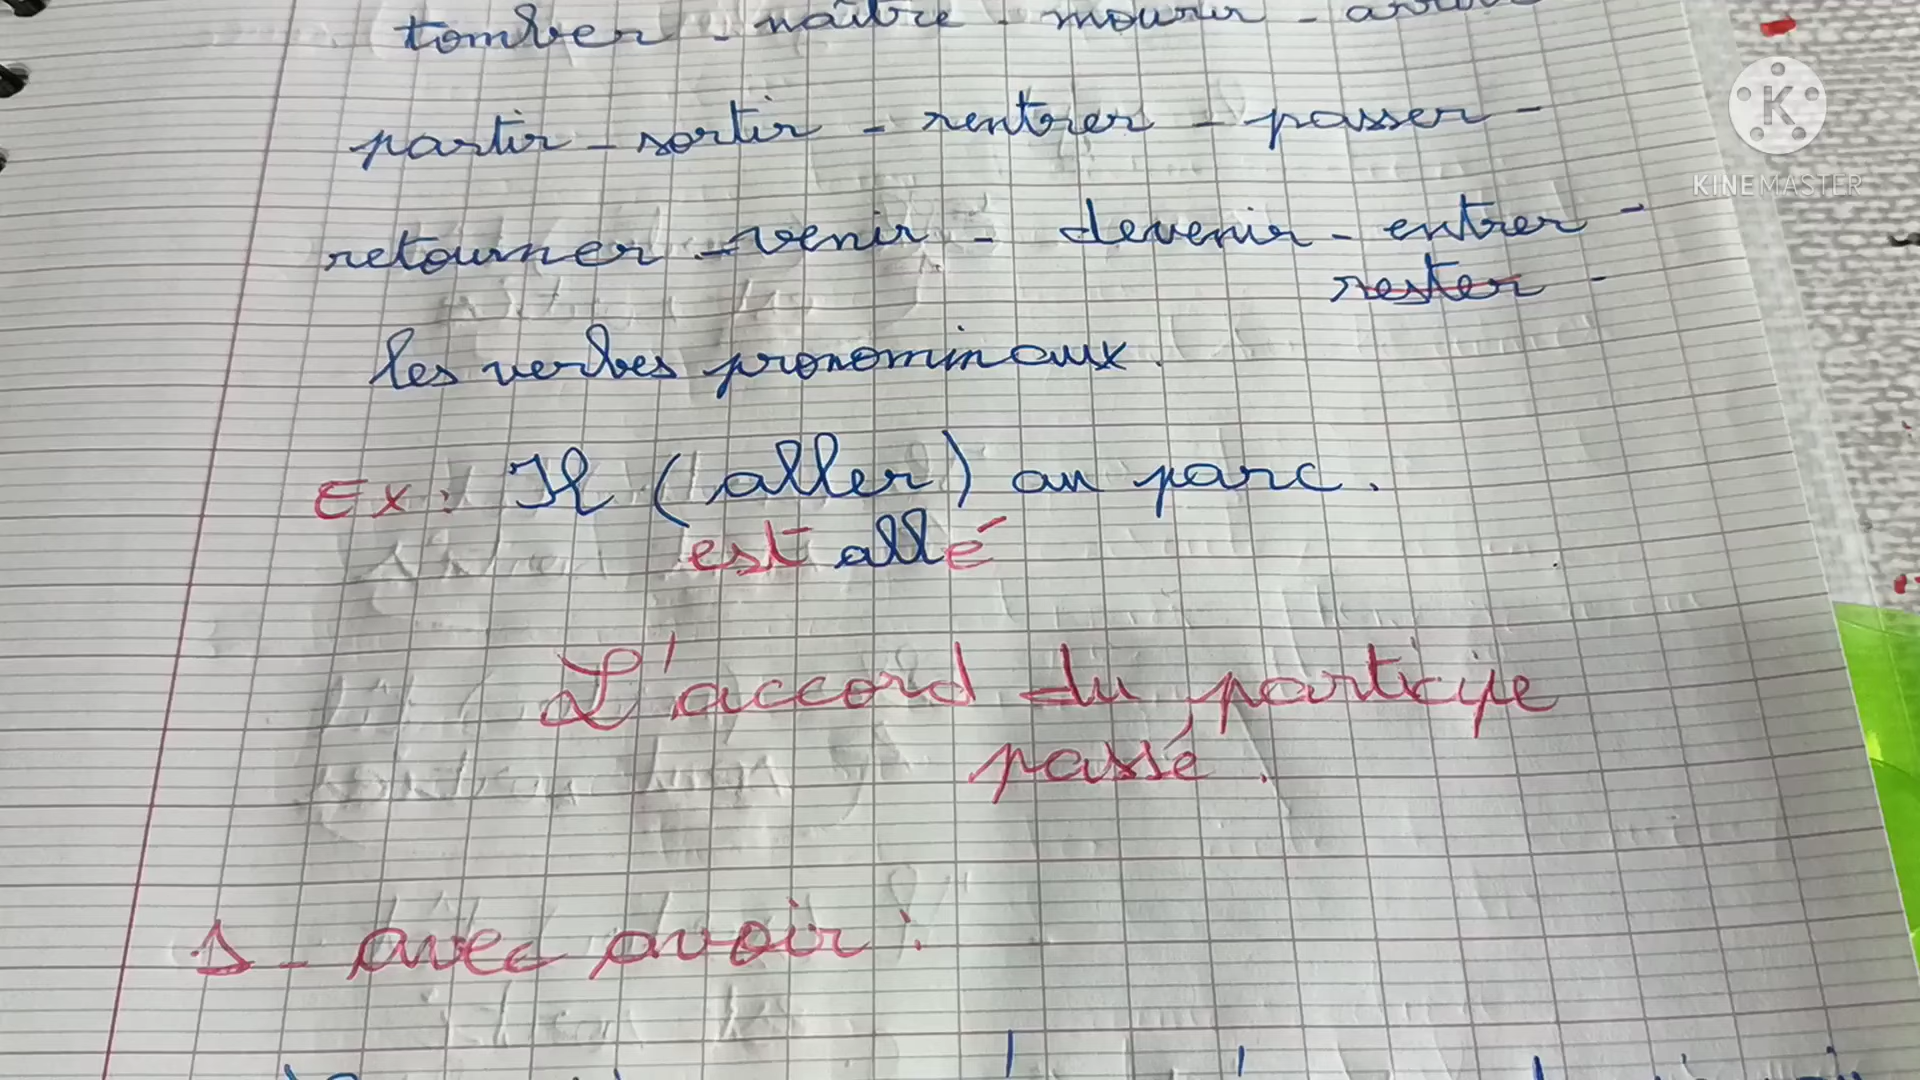 tomber - naître - mourir -
partir - sortir - rentrer - passer -
retourner - venir - devenir - entrer -
rester -
les verbes pronominaux.
Ex: Il (aller) au parc.
est allé
L'accord du participe
passé.
1- avec avoir:
KINEMASTER